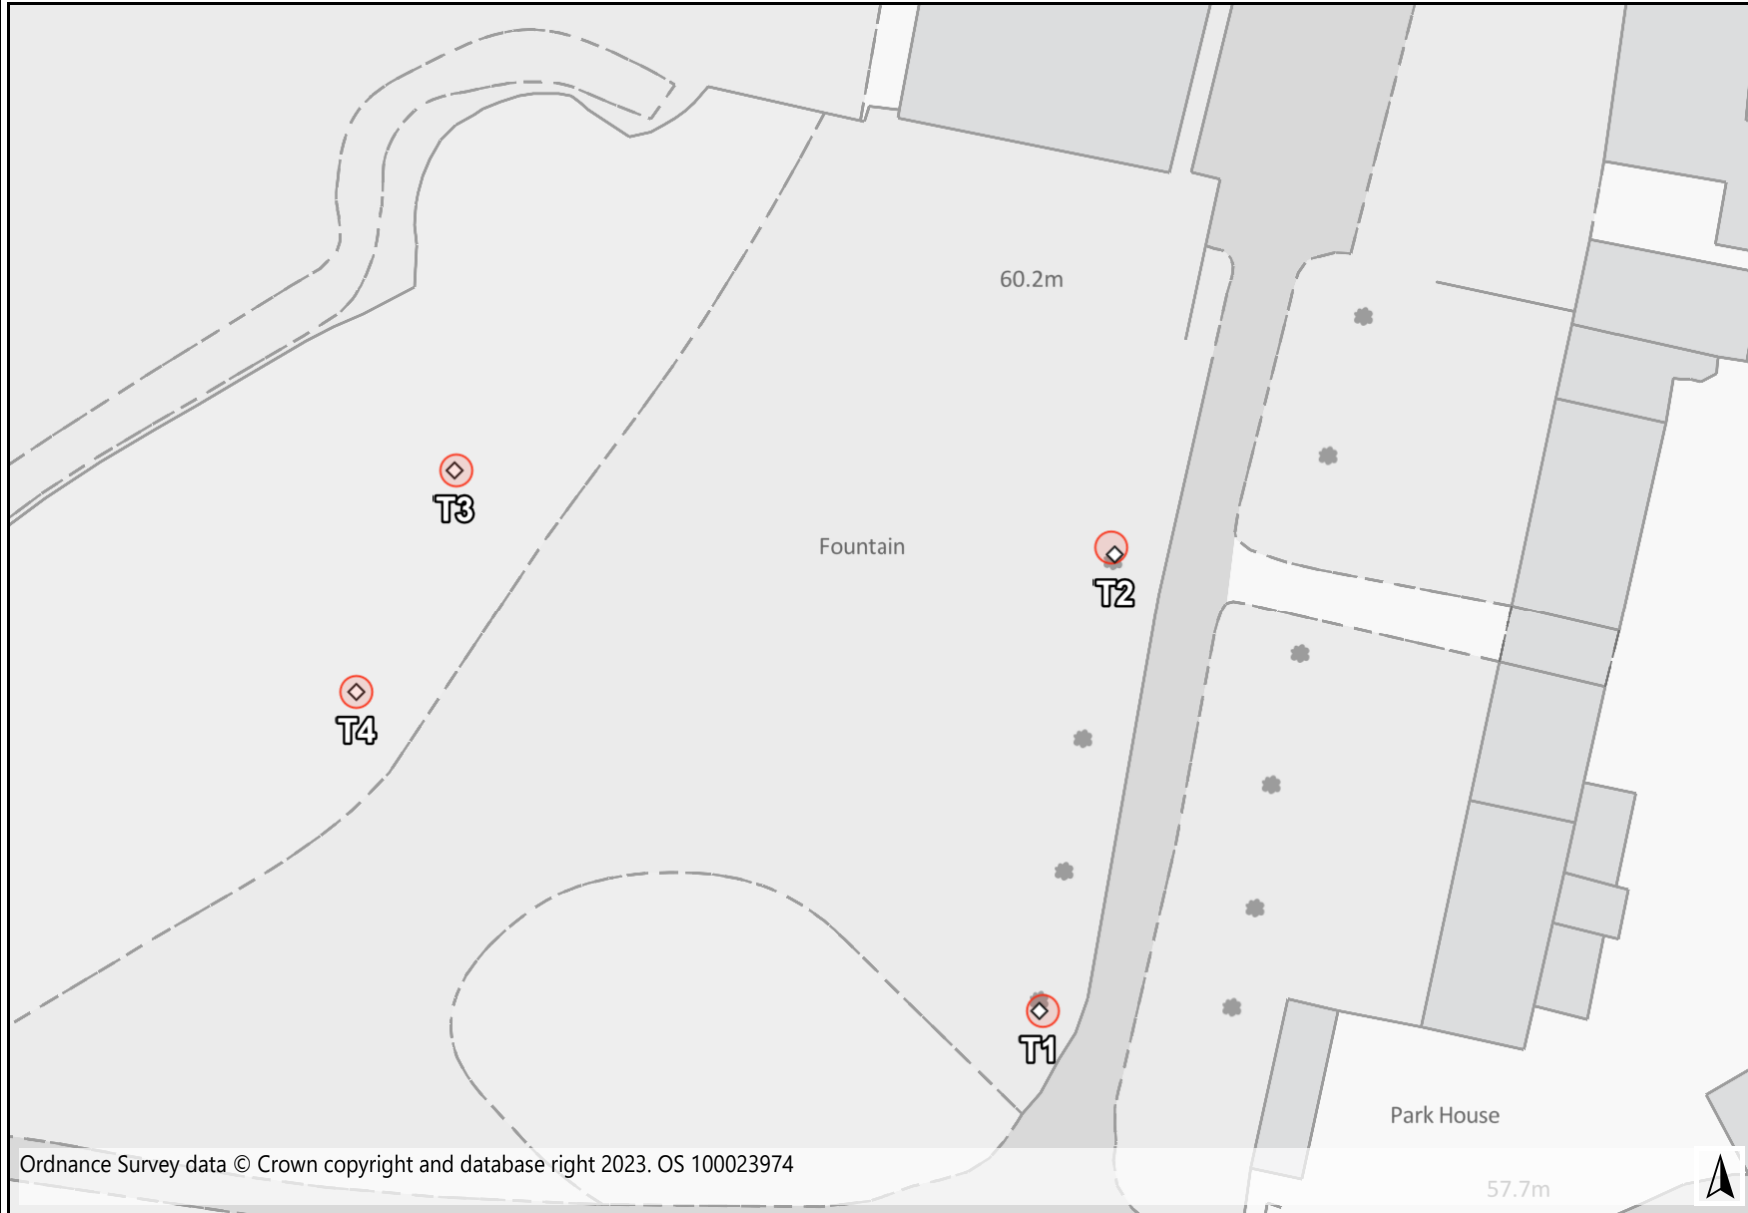 60.2m
T3
Fountain
T2
T4
T1
Park House
Ordnance Survey data © Crown copyright and database right 2023. OS 100023974
57.7m